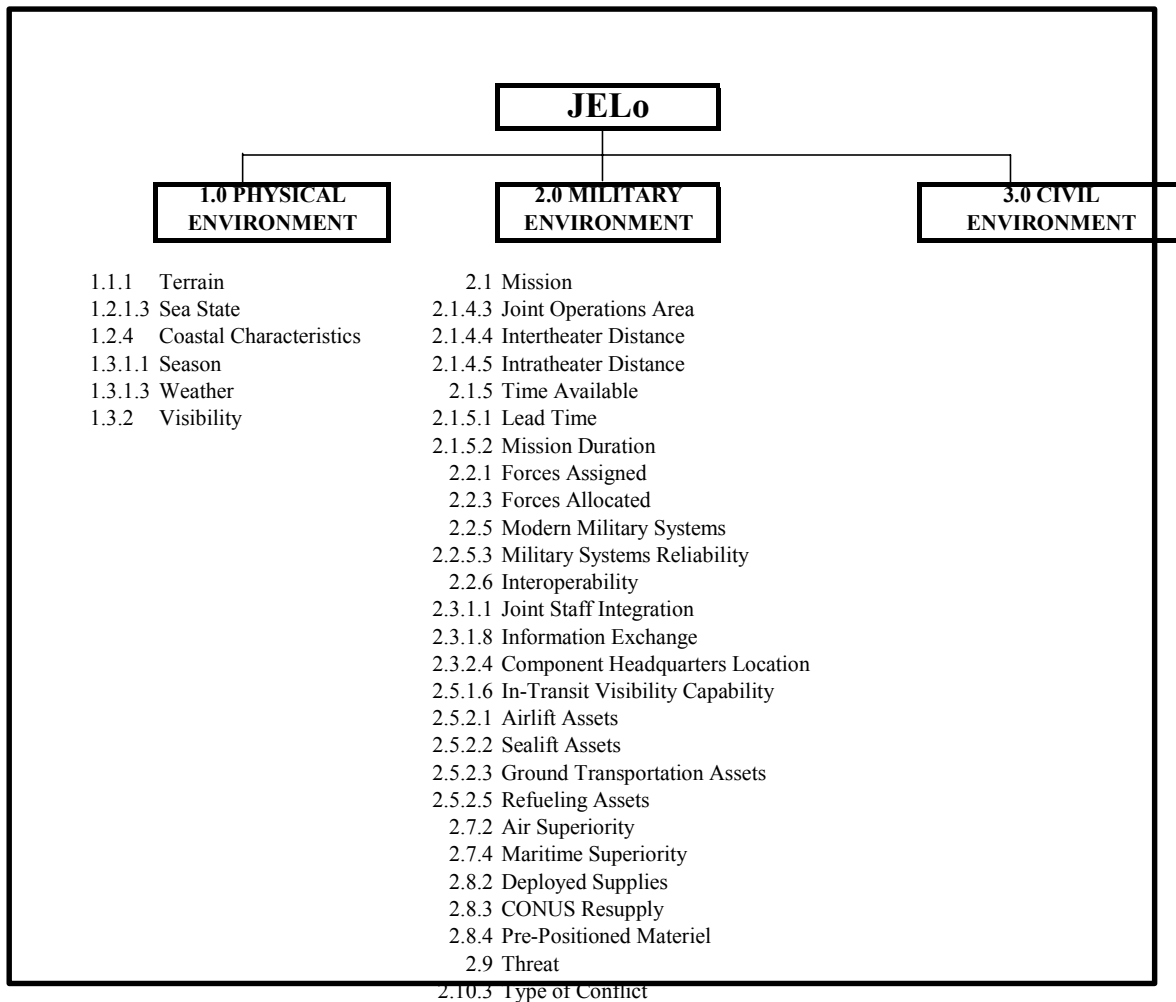 JELo
1.0 PHYSICAL
ENVIRONMENT
2.0 MILITARY
ENVIRONMENT
3.0 CIVIL
ENVIRONMENT
1.1.1 Terrain
1.2.1.3 Sea State
1.2.4 Coastal Characteristics
1.3.1.1 Season
1.3.1.3 Weather
1.3.2 Visibility
2.1 Mission
2.1.4.3 Joint Operations Area
2.1.4.4 Intertheater Distance
2.1.4.5 Intratheater Distance
2.1.5 Time Available
2.1.5.1 Lead Time
2.1.5.2 Mission Duration
2.2.1 Forces Assigned
2.2.3 Forces Allocated
2.2.5 Modern Military Systems
2.2.5.3 Military Systems Reliability
2.2.6 Interoperability
2.3.1.1 Joint Staff Integration
2.3.1.8 Information Exchange
2.3.2.4 Component Headquarters Location
2.5.1.6 In-Transit Visibility Capability
2.5.2.1 Airlift Assets
2.5.2.2 Sealift Assets
2.5.2.3 Ground Transportation Assets
2.5.2.5 Refueling Assets
2.7.2 Air Superiority
2.7.4 Maritime Superiority
2.8.2 Deployed Supplies
2.8.3 CONUS Resupply
2.8.4 Pre-Positioned Materiel
2.9 Threat
2.10.3 Type of Conflict